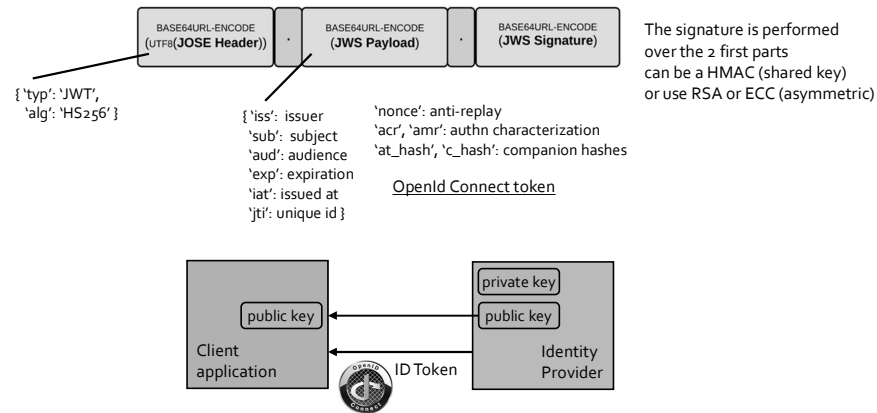 BASE64URL-ENCODE
(UTF8(JOSE Header))
.
BASE64URL-ENCODE
(JWS Payload)
.
BASE64URL-ENCODE
(JWS Signature)
The signature is performed
over the 2 first parts
can be a HMAC (shared key)
or use RSA or ECC (asymmetric)
{ ‘typ’: ‘JWT’,
‘alg’: ‘HS256’ }
{ ‘iss’: issuer
‘sub’: subject
‘aud’: audience
‘exp’: expiration
‘iat’: issued at
‘jti’: unique id }
‘nonce’: anti-replay
‘acr’, ‘amr’: authn characterization
‘at_hash’, ‘c_hash’: companion hashes
OpenId Connect token
private key
public key
public key
Client
application
ID Token
Identity
Provider
OpenID
Connect